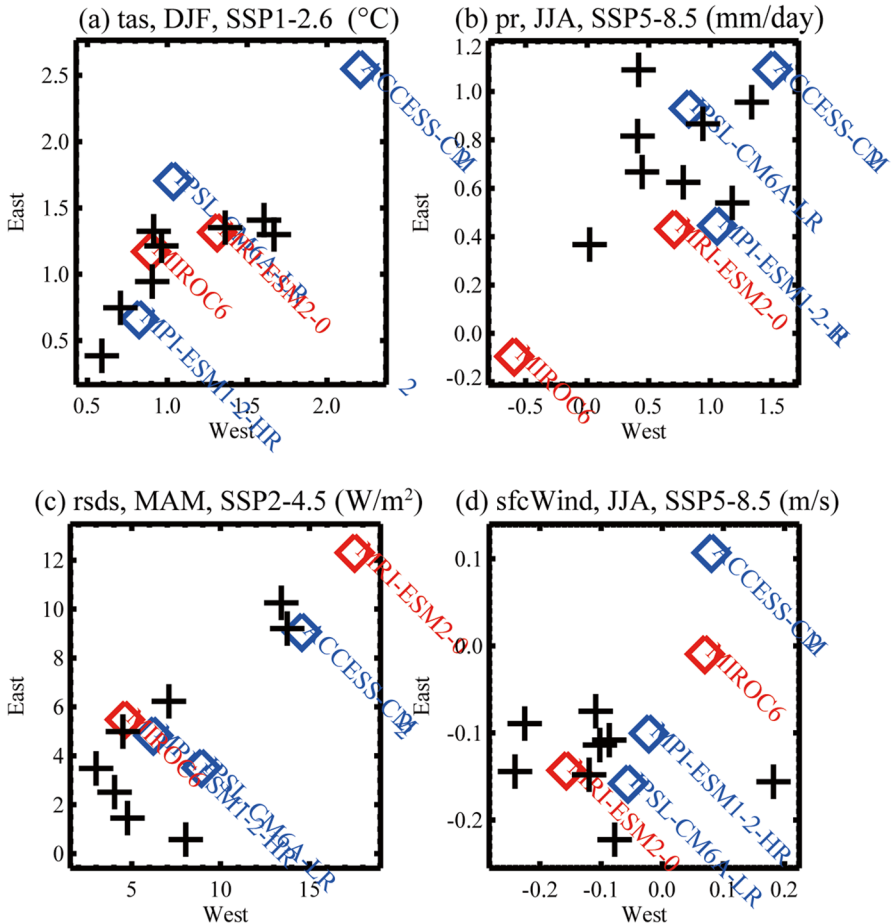 (a) tas, DJF, SSP1-2.6 (°C)
2.5
2.0
1.5
1.0
0.5
East
0.5 1.0 1.5 2.0
West
ACCESS-CM2
IPSL-CM6A-LR
MRI-ESM2-0
MIROC6
MPI-ESM1-2-HR
2
(b) pr, JJA, SSP5-8.5 (mm/day)
1.2
1.0
0.8
0.6
0.4
0.2
0.0
-0.2
East
-0.5 0.0 0.5 1.0 1.5
West
ACCESS-CM2
IPSL-CM6A-LR
MPI-ESM1-2-HR
MRI-ESM2-0
MIROC6
(c) rsds, MAM, SSP2-4.5 (W/m²)
12
10
8
6
4
2
0
East
5 10 15
West
MRI-ESM2-0
ACCESS-CM2
MIROC6
MPI-ESM1-2-HR
IPSL-CM6A-LR
(d) sfcWind, JJA, SSP5-8.5 (m/s)
0.1
0.0
-0.1
-0.2
East
-0.2 -0.1 0.0 0.1 0.2
West
ACCESS-CM2
MIROC6
MPI-ESM1-2-HR
MRI-ESM2-0
IPSL-CM6A-LR